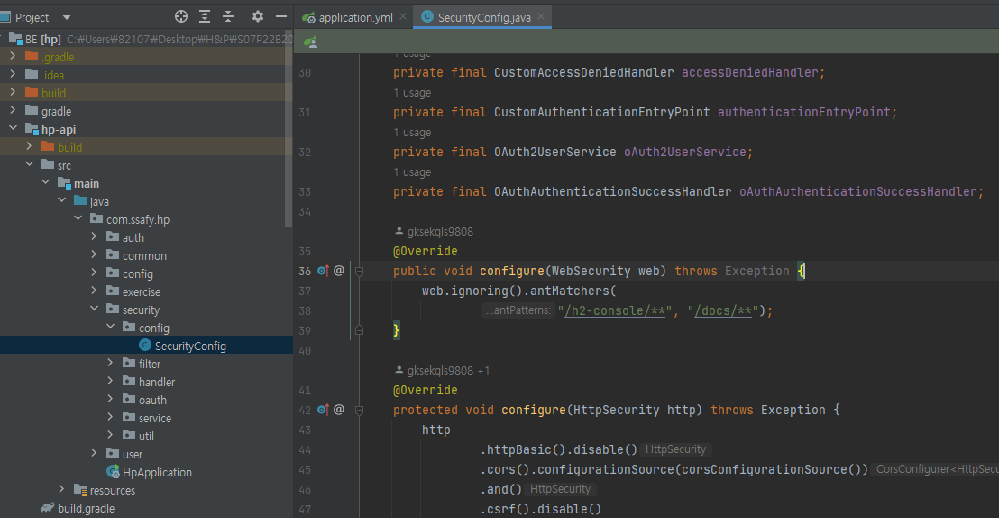 Project
application.yml
SecurityConfig.java
BE [hp] C:₩Users₩82107₩Desktop₩H&P₩S07P22B20
.gradle
.idea
build
gradle
hp-api
build
src
main
java
com.ssafy.hp
auth
common
config
exercise
security
config
SecurityConfig
filter
handler
oauth
service
util
user
HpApplication
resources
build.gradle
1 usage
30 private final CustomAccessDeniedHandler accessDeniedHandler;
1 usage
31 private final CustomAuthenticationEntryPoint authenticationEntryPoint;
1 usage
32 private final OAuth2UserService oAuth2UserService;
1 usage
33 private final OAuthAuthenticationSuccessHandler oAuthAuthenticationSuccessHandler;
34
gksekqls9808
35 @Override
36 @ public void configure(WebSecurity web) throws Exception {
37 web.ignoring().antMatchers(
38 ...antPatterns: "/h2-console/**", "/docs/**");
39 }
40
gksekqls9808 +1
41 @Override
42 @ protected void configure(HttpSecurity http) throws Exception {
43 http
44 .httpBasic().disable() HttpSecurity
45 .cors().configurationSource(corsConfigurationSource()) CorsConfigurer<HttpSecu
46 .and() HttpSecurity
47 .csrf().disable()